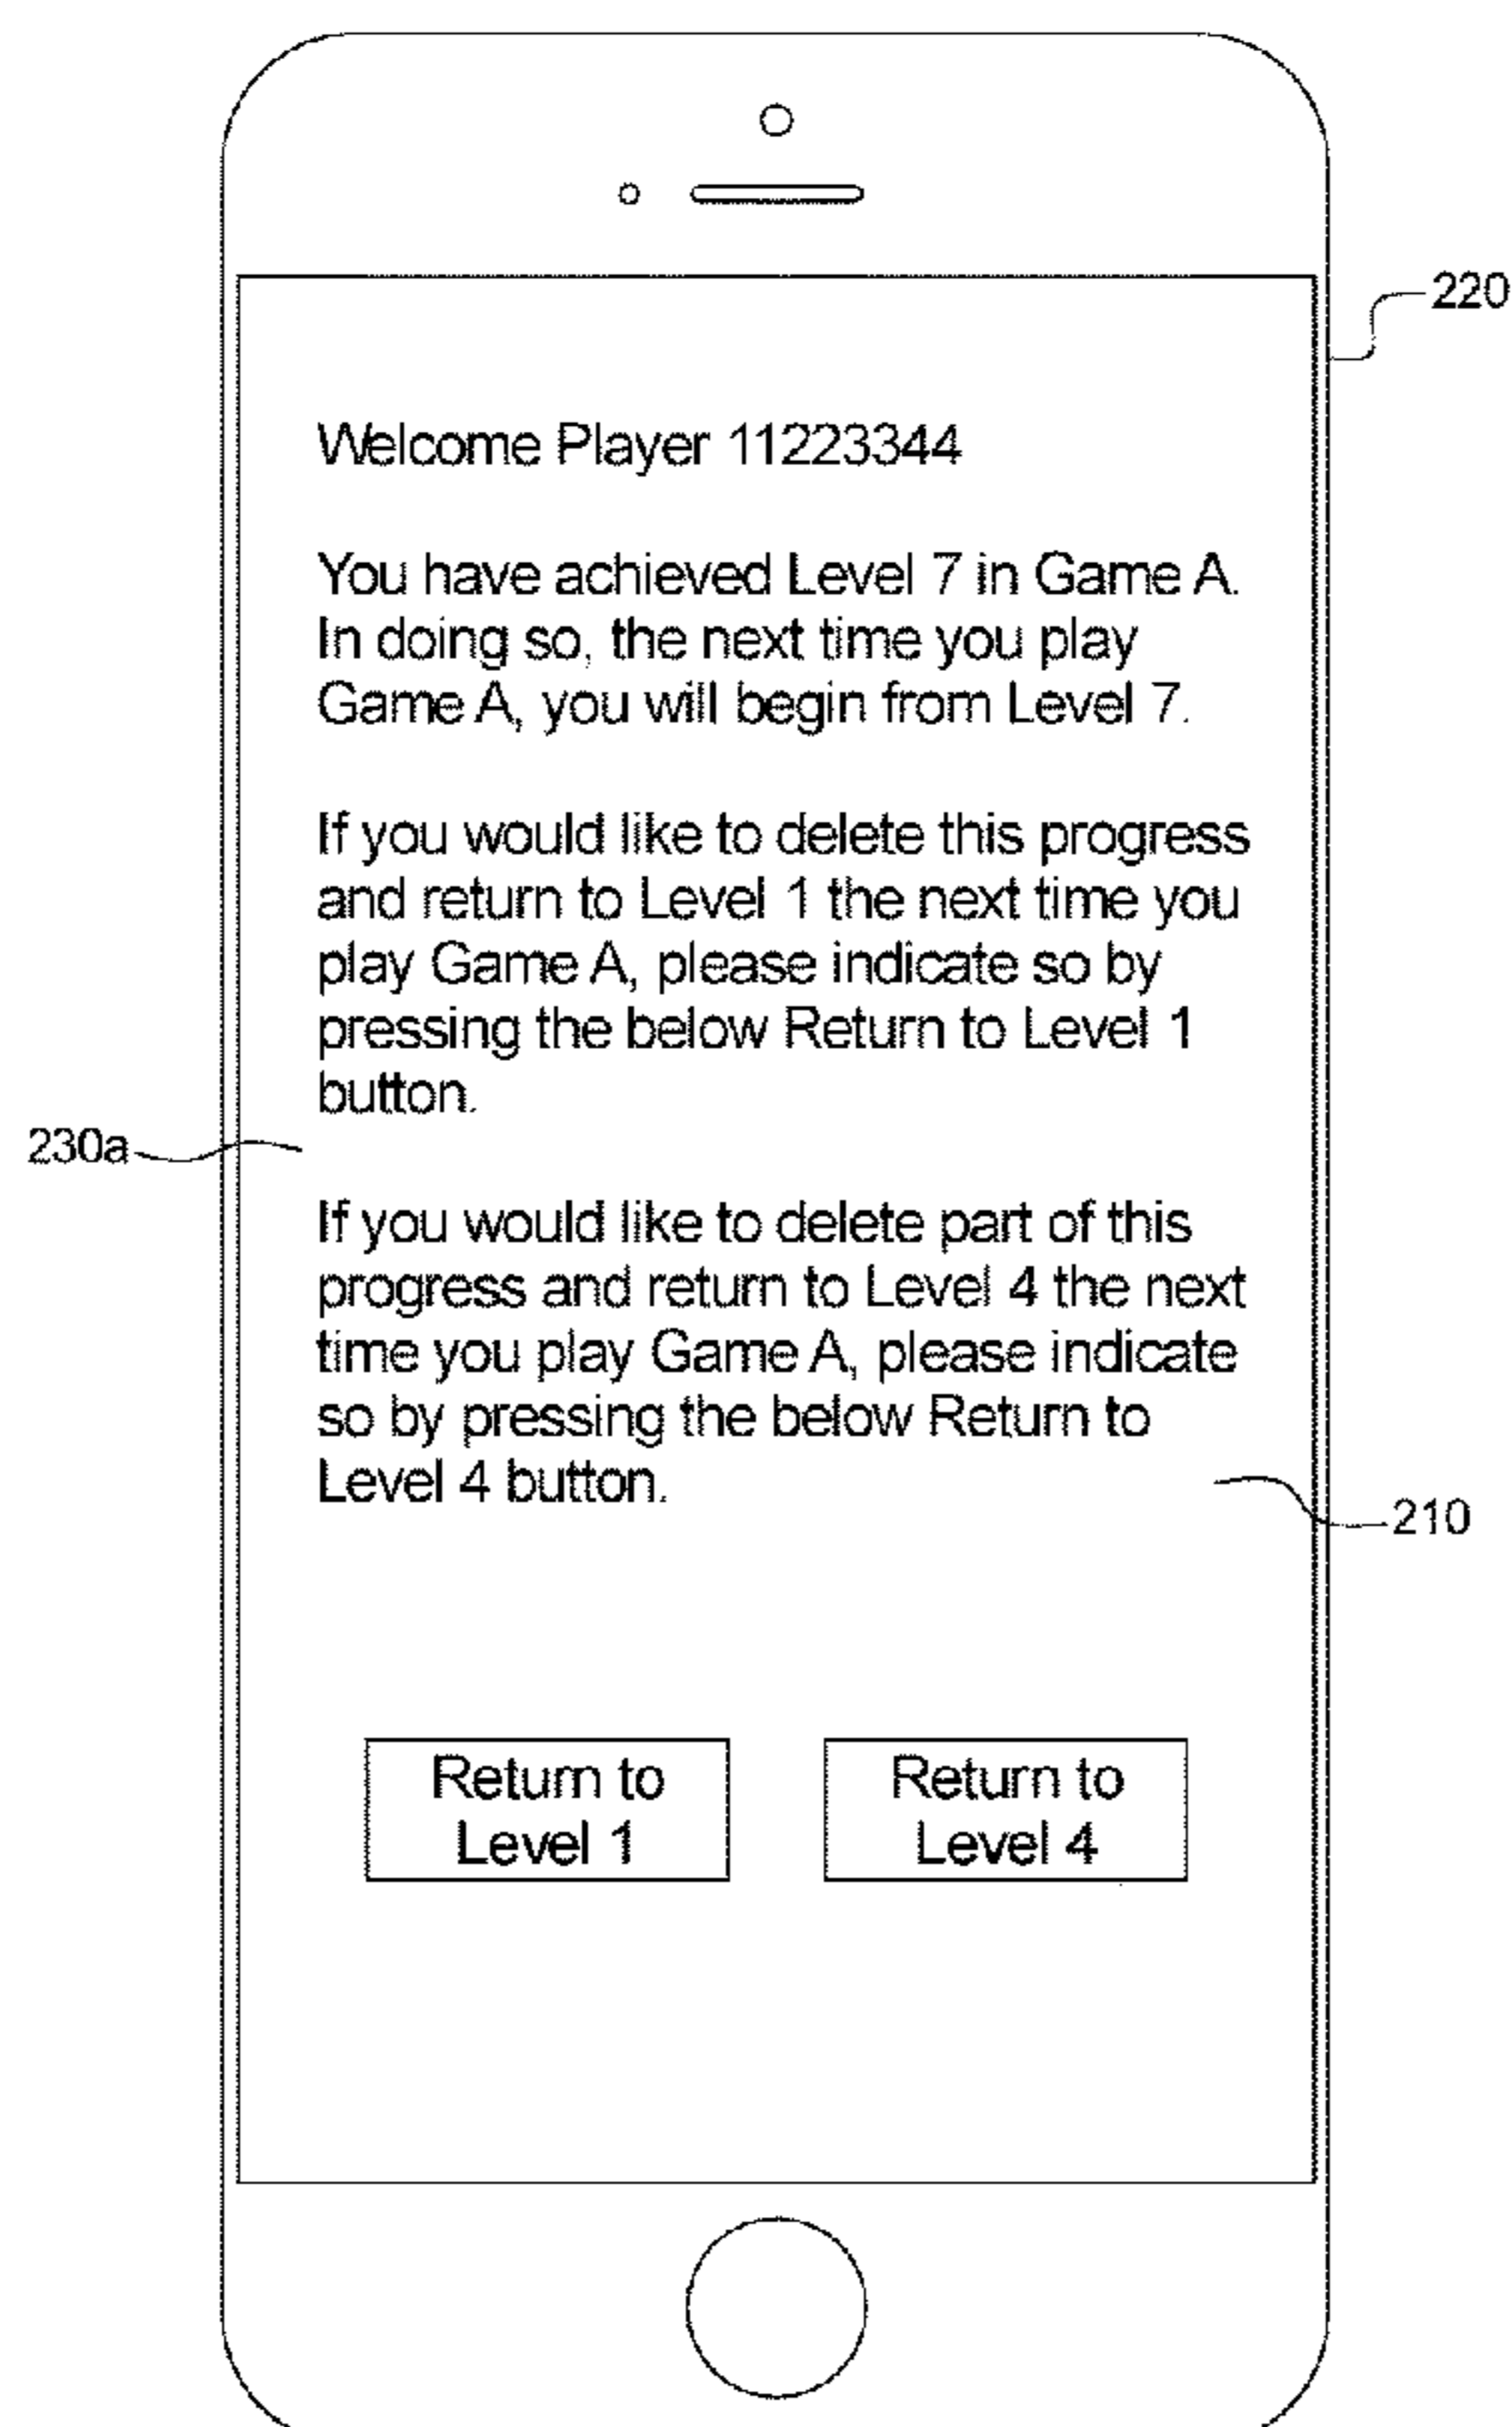 220
Welcome Player 11223344
You have achieved Level 7 in Game A.
In doing so, the next time you play
Game A, you will begin from Level 7.
If you would like to delete this progress
and return to Level 1 the next time you
play Game A, please indicate so by
pressing the below Return to Level 1
button.
230a
If you would like to delete part of this
progress and return to Level 4 the next
time you play Game A, please indicate
so by pressing the below Return to
Level 4 button.
210
Return to
Level 1
Return to
Level 4